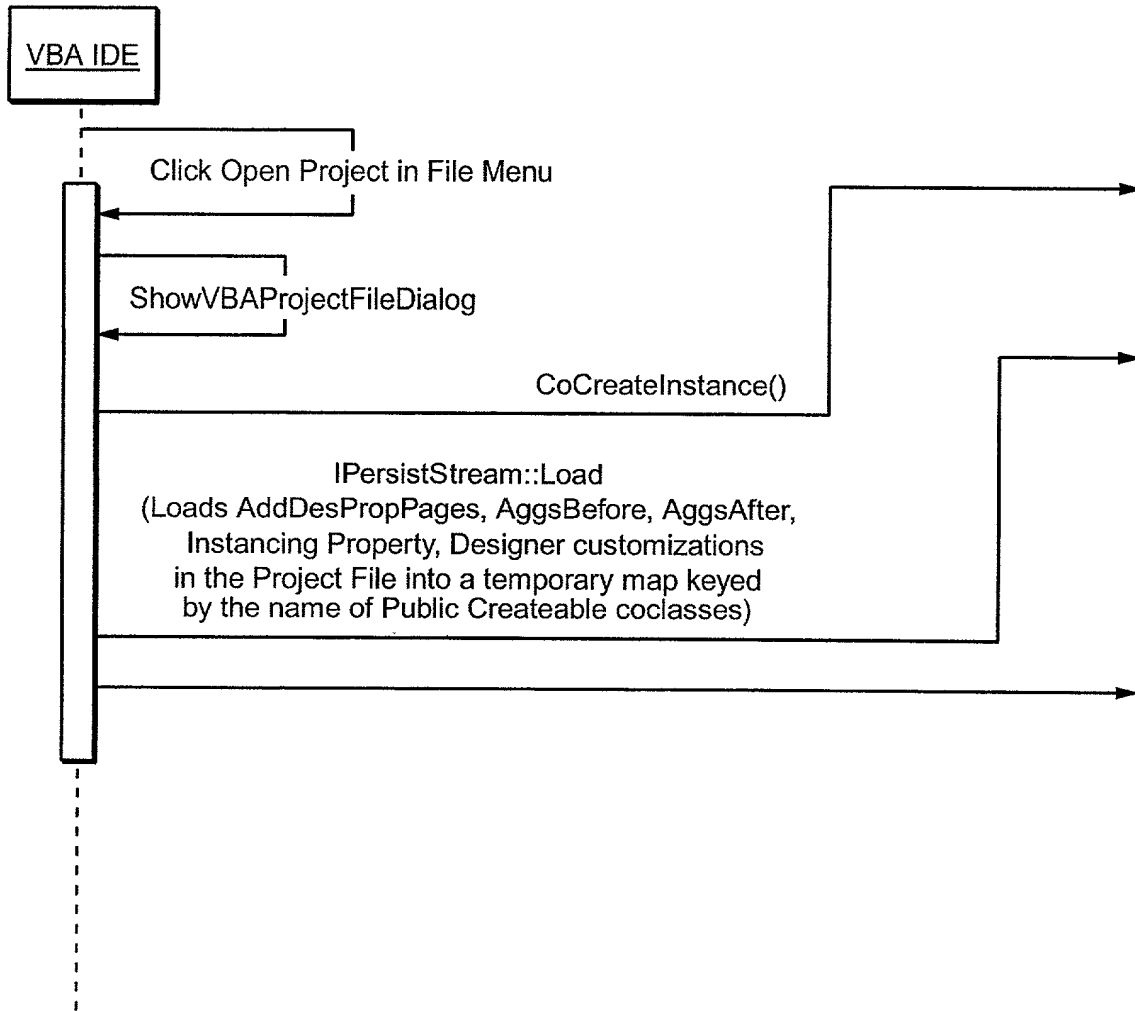 VBA IDE
Click Open Project in File Menu
ShowVBAProjectFileDialog
CoCreateInstance()
IPersistStream::Load
(Loads AddDesPropPages, AggsBefore, AggsAfter,
Instancing Property, Designer customizations
in the Project File into a temporary map keyed
by the name of Public Createable coclasses)